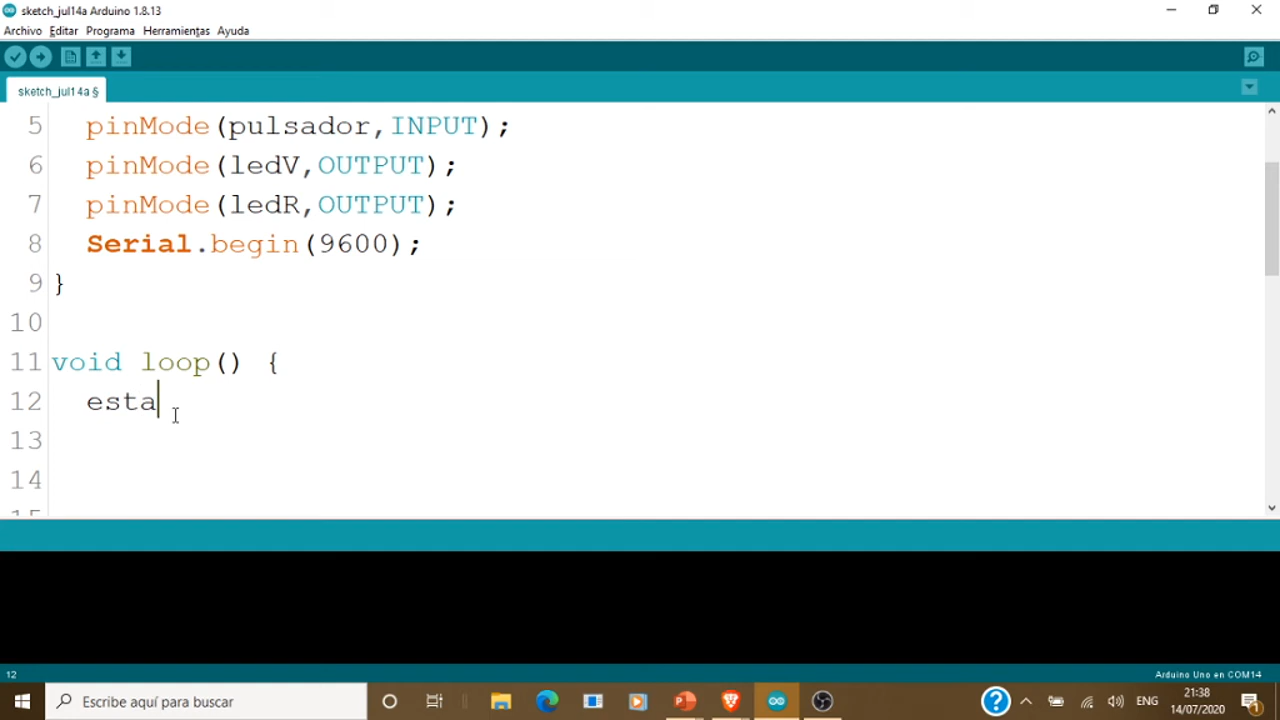 sketch_jul14a Arduino 1.8.13
Archivo Editar Programa Herramientas Ayuda
sketch_jul14a §
5 pinMode(pulsador,INPUT);
6 pinMode(ledV,OUTPUT);
7 pinMode(ledR,OUTPUT);
8 Serial.begin(9600);
9 }
10
11 void loop() {
12 esta
13
14
15
12 Arduino Uno en COM14
Escribe aquí para buscar
ENG
21:38
14/07/2020
1